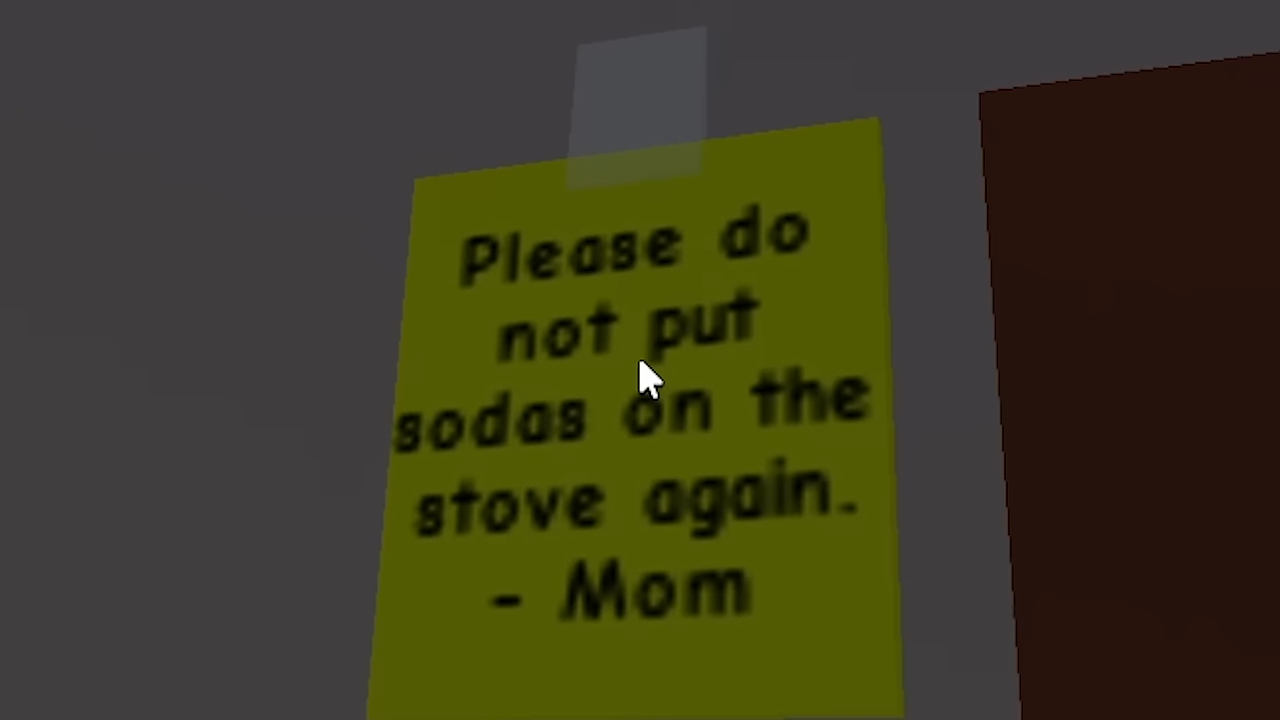 Please do
not put
sodas on the
stove again.
- Mom